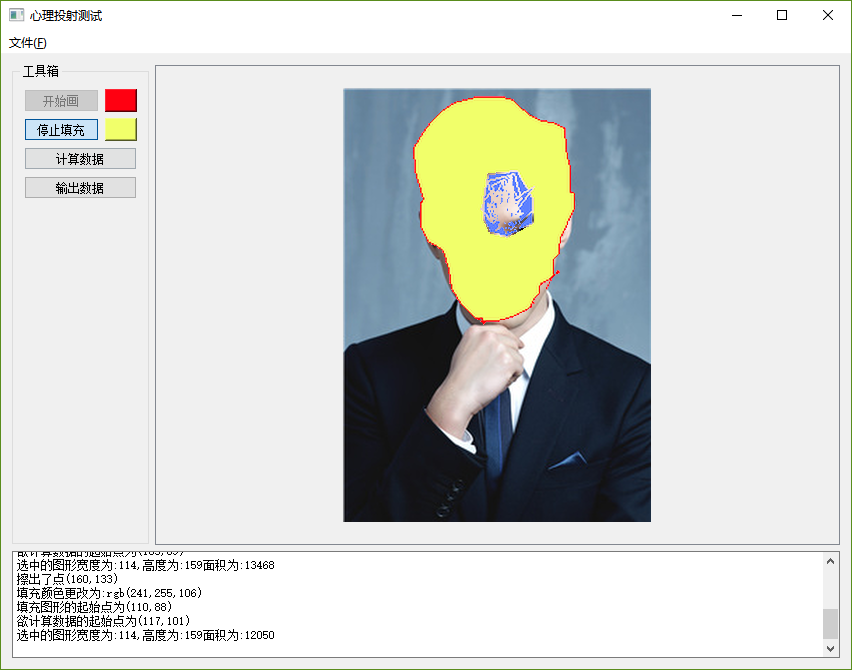 心理投射测试
文件(F)
工具箱
开始画
停止填充
计算数据
输出数据
选中的图形宽度为:114,高度为:159面积为:13468
擦出了点(160,133)
填充颜色更改为:rgb(241,255,106)
填充图形的起始点为(110,88)
欲计算数据的起始点为(117,101)
选中的图形宽度为:114,高度为:159面积为:12050